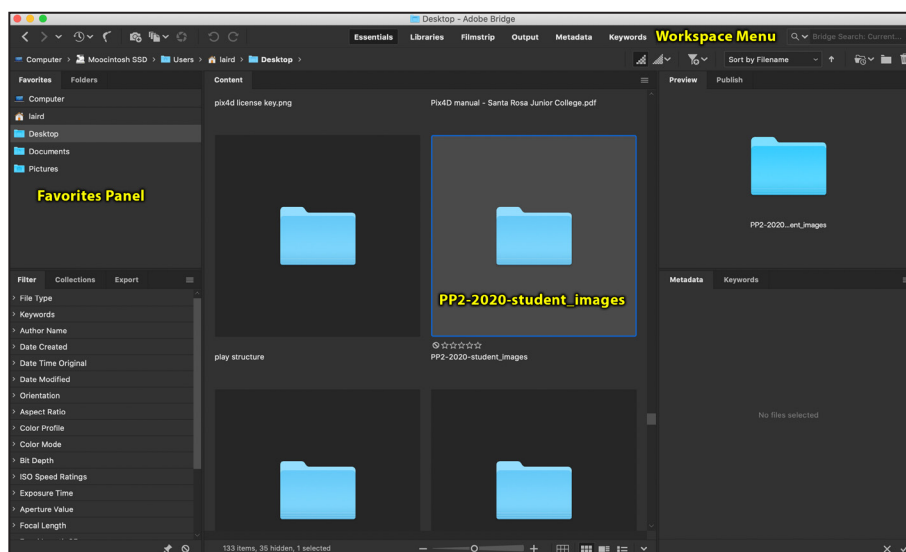 Desktop - Adobe Bridge
Essentials Libraries Filmstrip Output Metadata Keywords Workspace Menu Bridge Search: Current...
Computer > Moocintosh SSD > Users > laird > Desktop >
Sort by Filename
Favorites Folders
Content
Preview Publish
Computer
laird
Desktop
Documents
Pictures
Favorites Panel
pix4d license key.png
Pix4D manual - Santa Rosa Junior College.pdf
PP2-2020-student_images
play structure
PP2-2020-student_images
PP2-2020...ent_images
Filter Collections Export
File Type
Keywords
Author Name
Date Created
Date Time Original
Date Modified
Orientation
Aspect Ratio
Color Profile
Color Mode
Bit Depth
ISO Speed Ratings
Exposure Time
Aperture Value
Focal Length
Metadata Keywords
No files selected
133 items, 35 hidden, 1 selected